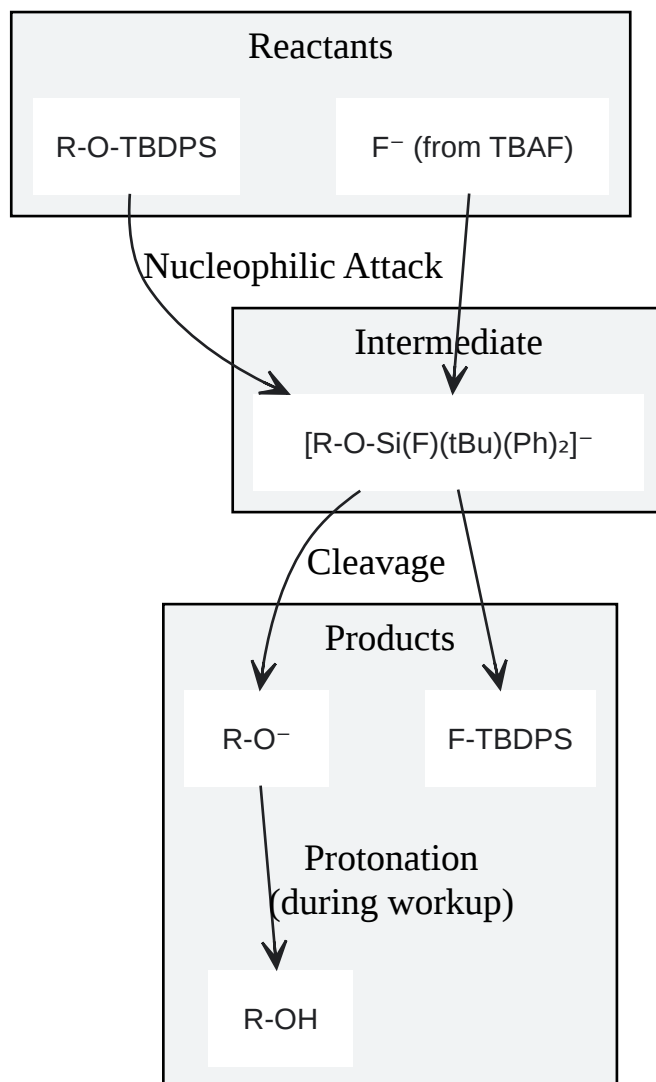 Reactants
R-O-TBDPS
F⁻ (from TBAF)
Nucleophilic Attack
Intermediate
[R-O-Si(F)(tBu)(Ph)₂]⁻
Cleavage
Products
R-O⁻
F-TBDPS
Protonation
(during workup)
R-OH